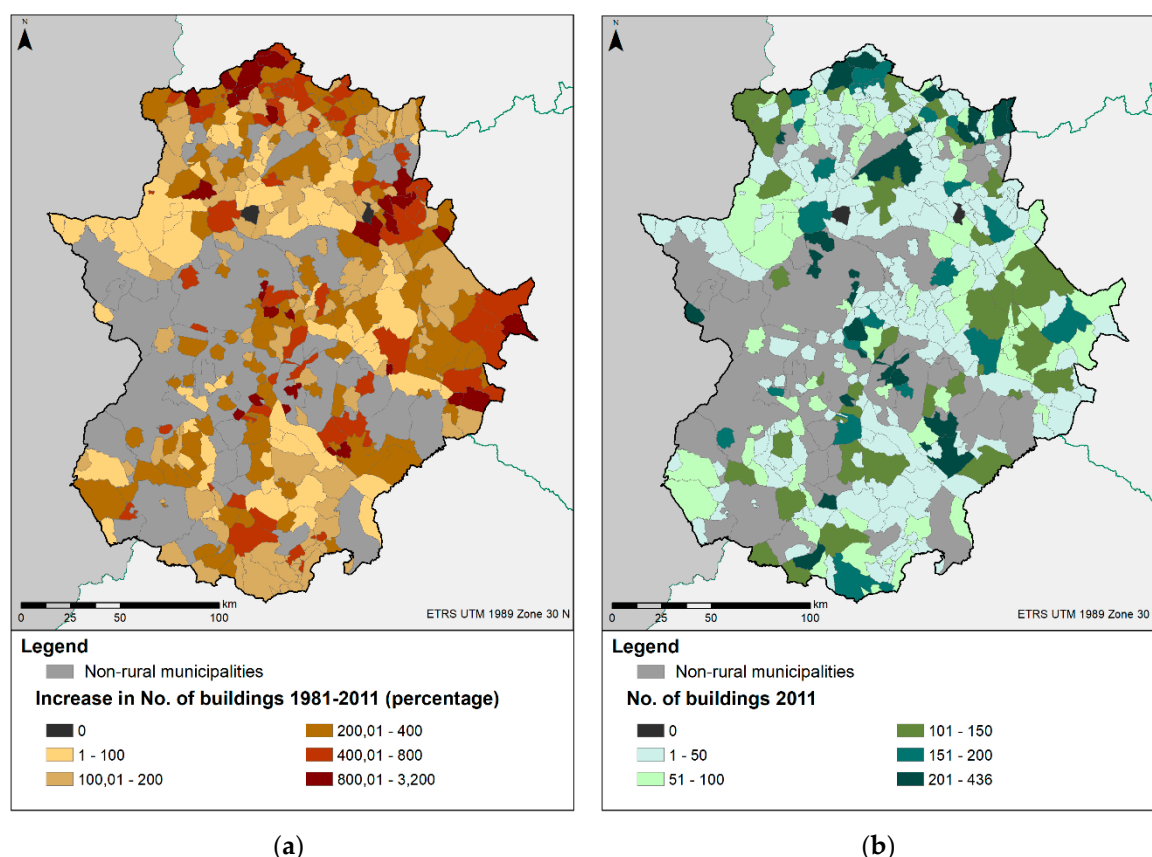 N
km
0 25 50 100
ETRS UTM 1989 Zone 30 N
Legend
Non-rural municipalities
Increase in No. of buildings 1981-2011 (percentage)
0
1 - 100
100,01 - 200
200,01 - 400
400,01 - 800
800,01 - 3,200
(a)
N
km
0 25 50 100
ETRS UTM 1989 Zone 30
Legend
Non-rural municipalities
No. of buildings 2011
0
1 - 50
51 - 100
101 - 150
151 - 200
201 - 436
(b)